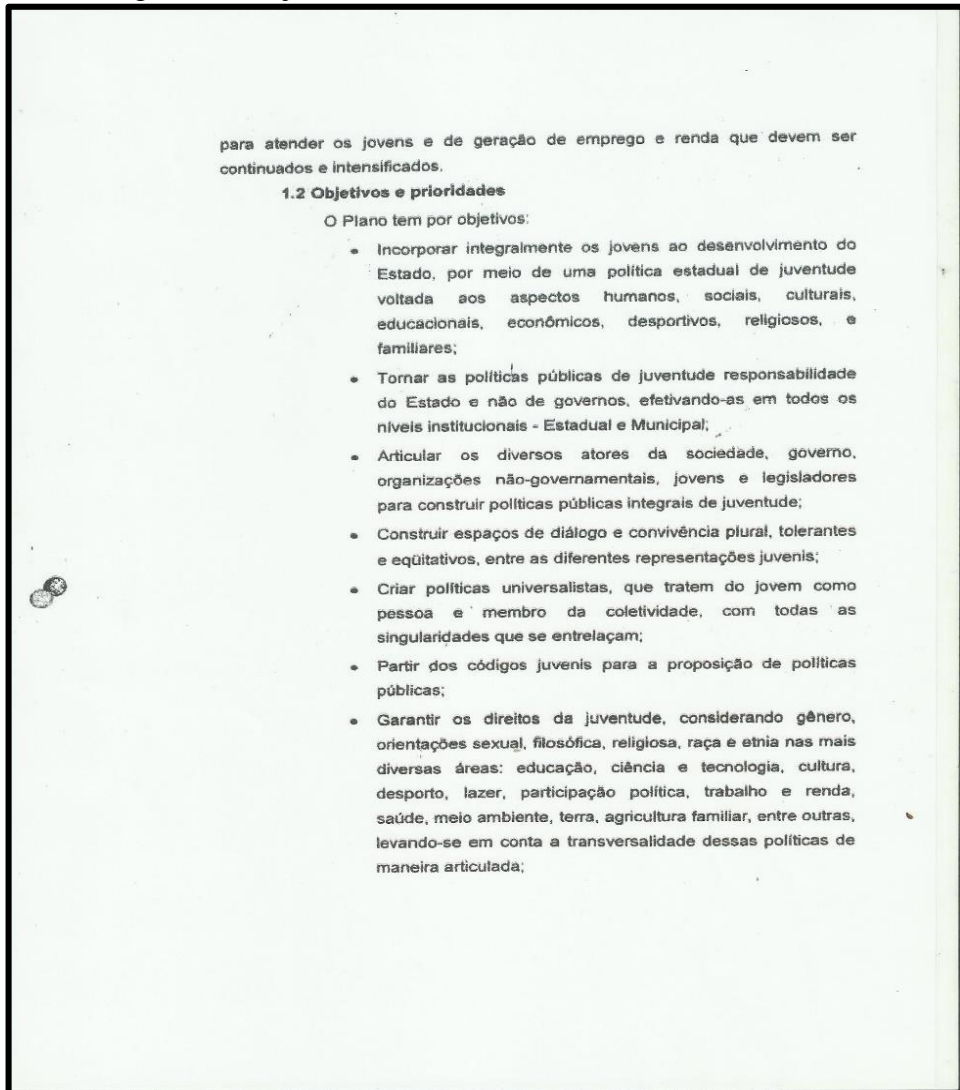 para atender os jovens e de geração de emprego e renda que devem ser
continuados e intensificados.
1.2 Objetivos e prioridades
O Plano tem por objetivos:
• Incorporar integralmente os jovens ao desenvolvimento do
Estado, por meio de uma política estadual de juventude
voltada aos aspectos humanos, sociais, culturais,
educacionais, econômicos, desportivos, religiosos, e
familiares;
• Tornar as políticas públicas de juventude responsabilidade
do Estado e não de governos, efetivando-as em todos os
níveis institucionais - Estadual e Municipal;
• Articular os diversos atores da sociedade, governo,
organizações não-governamentais, jovens e legisladores
para construir políticas públicas integrais de juventude;
• Construir espaços de diálogo e convivência plural, tolerantes
e eqüitativos, entre as diferentes representações juvenis;
• Criar políticas universalistas, que tratem do jovem como
pessoa e membro da coletividade, com todas as
singularidades que se entrelaçam;
• Partir dos códigos juvenis para a proposição de políticas
públicas;
• Garantir os direitos da juventude, considerando gênero,
orientações sexual, filosófica, religiosa, raça e etnia nas mais
diversas áreas: educação, ciência e tecnologia, cultura,
desporto, lazer, participação política, trabalho e renda,
saúde, meio ambiente, terra, agricultura familiar, entre outras,
levando-se em conta a transversalidade dessas políticas de
maneira articulada;